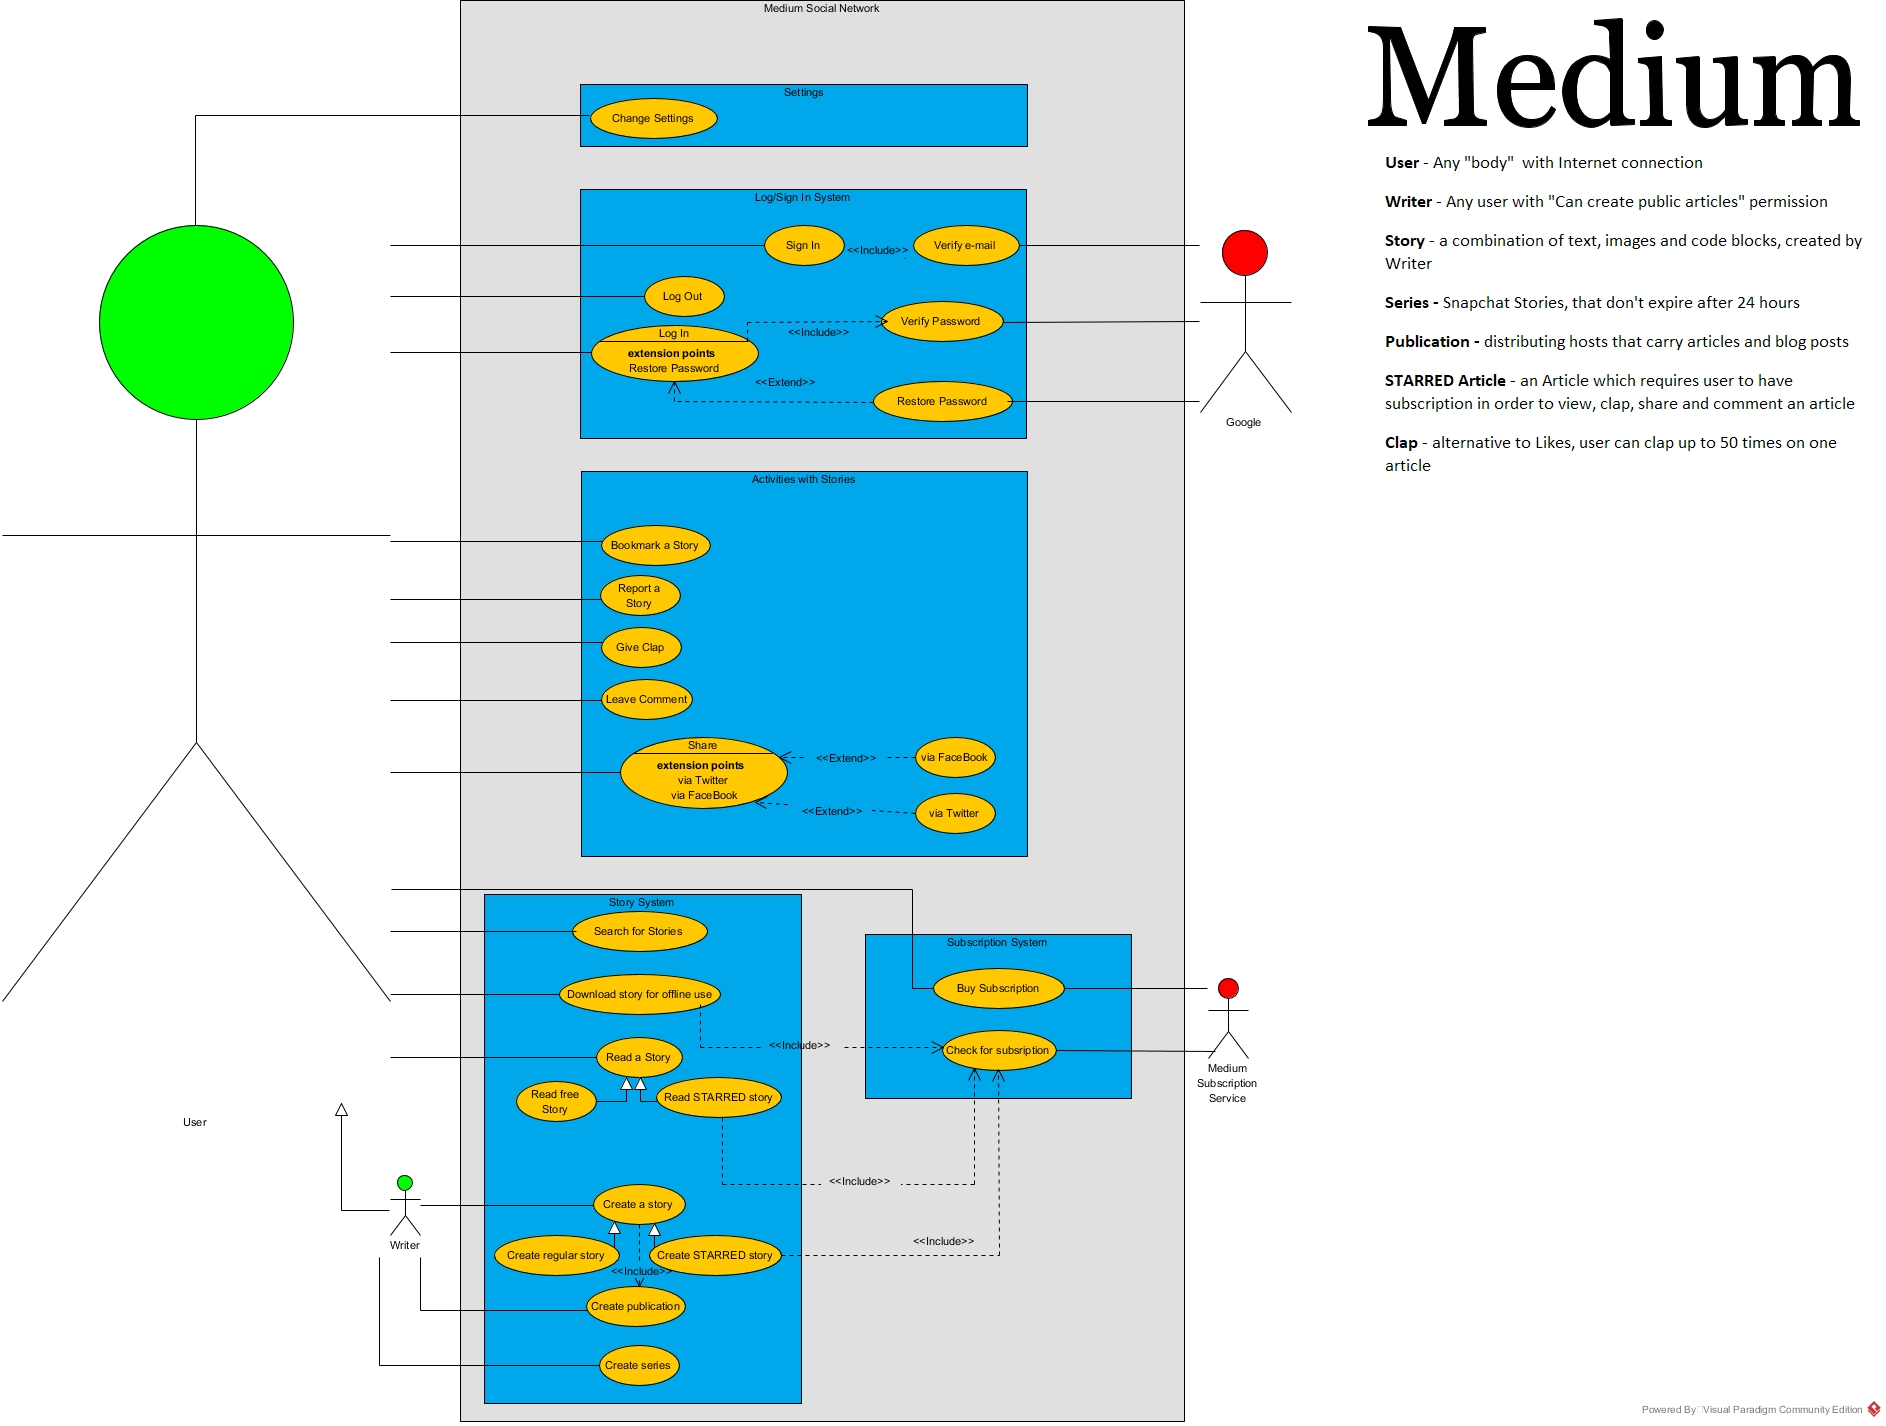 Medium Social Network
Settings
Change Settings
Log/Sign In System
Sign In
<<Include>>
Verify e-mail
Log Out
Log In
extension points
Restore Password
<<Include>>
Verify Password
<<Extend>>
Restore Password
Google
Activities with Stories
Bookmark a Story
Report a
Story
Give Clap
Leave Comment
Share
extension points
via Twitter
via FaceBook
<<Extend>>
via FaceBook
<<Extend>>
via Twitter
Story System
Search for Stories
Download story for offline use
<<Include>>
Read a Story
Read free
Story
Read STARRED story
<<Include>>
Create a story
Create regular story
Create STARRED story
<<Include>>
<<Include>>
Create publication
Create series
Subscription System
Buy Subscription
Check for subsription
Medium
Subscription
Service
User
Writer
Medium
User - Any "body"  with Internet connection
Writer - Any user with "Can create public articles" permission
Story - a combination of text, images and code blocks, created by
Writer
Series - Snapchat Stories, that don't expire after 24 hours
Publication - distributing hosts that carry articles and blog posts
STARRED Article - an Article which requires user to have
subscription in order to view, clap, share and comment an article
Clap - alternative to Likes, user can clap up to 50 times on one
article
Powered By Visual Paradigm Community Edition